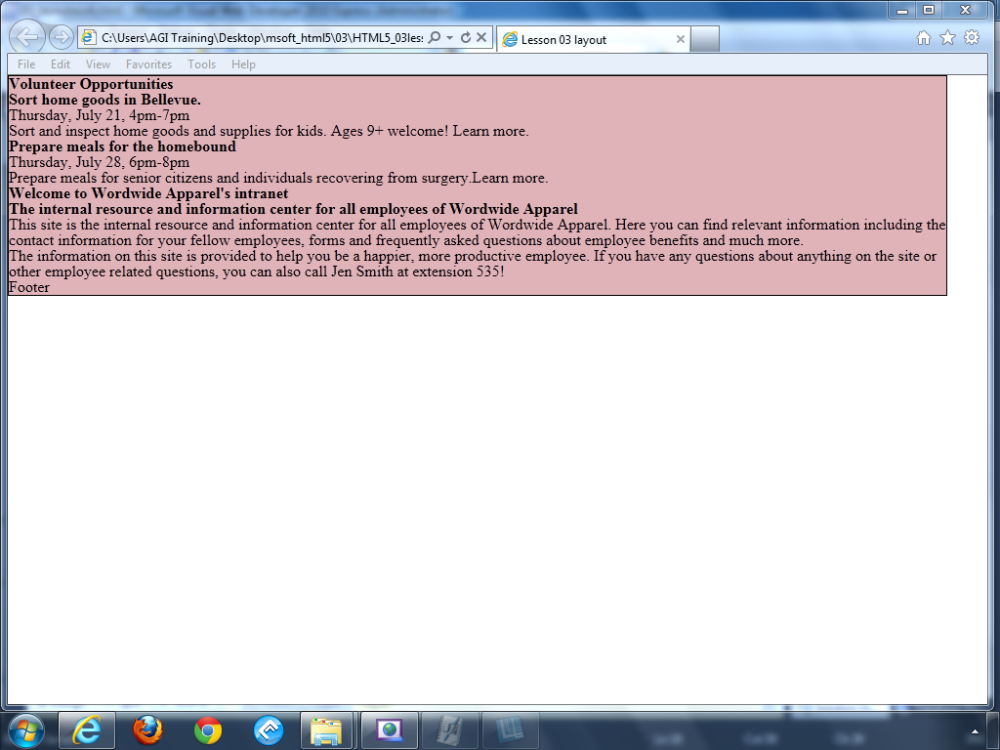 C:\Users\AGI Training\Desktop\msoft_html5\03\HTML5_03les:
Lesson 03 layout
File Edit View Favorites Tools Help
Volunteer Opportunities
Sort home goods in Bellevue.
Thursday, July 21, 4pm-7pm
Sort and inspect home goods and supplies for kids. Ages 9+ welcome! Learn more.
Prepare meals for the homebound
Thursday, July 28, 6pm-8pm
Prepare meals for senior citizens and individuals recovering from surgery.Learn more.
Welcome to Wordwide Apparel's intranet
The internal resource and information center for all employees of Wordwide Apparel
This site is the internal resource and information center for all employees of Wordwide Apparel. Here you can find relevant information including the
contact information for your fellow employees, forms and frequently asked questions about employee benefits and much more.
The information on this site is provided to help you be a happier, more productive employee. If you have any questions about anything on the site or
other employee related questions, you can also call Jen Smith at extension 535!
Footer